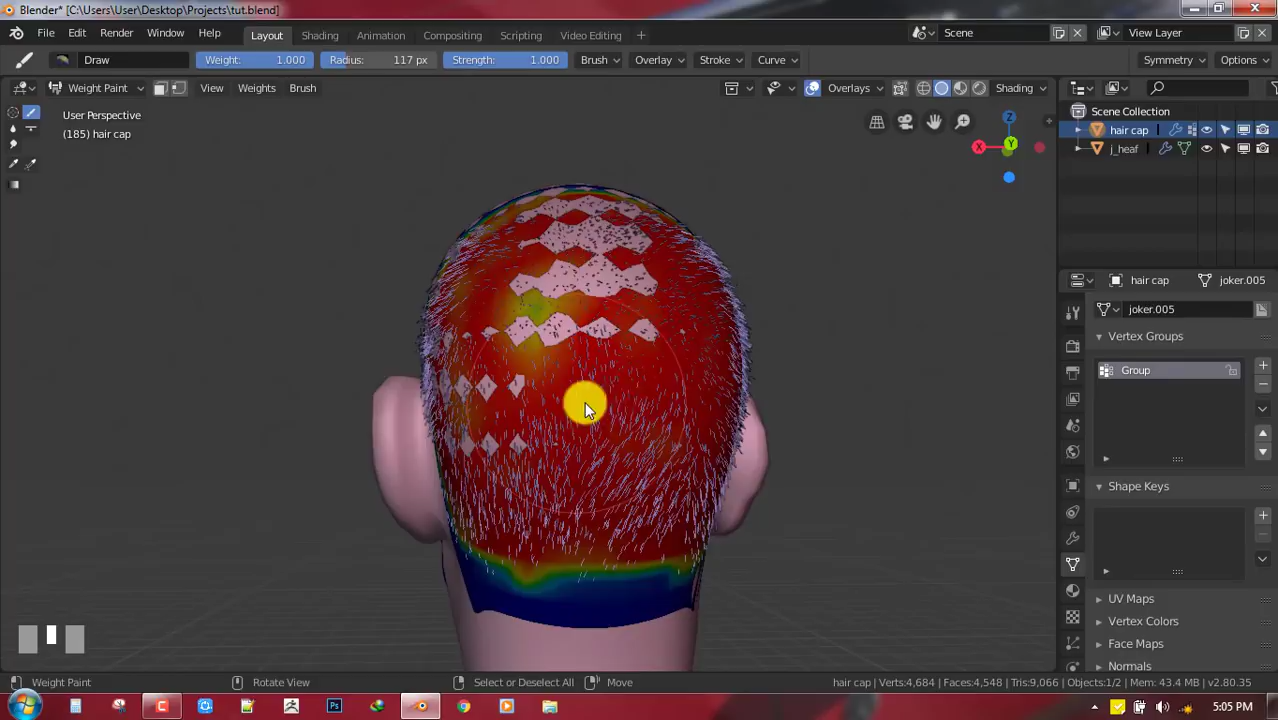 Blender* [C:\Users\User\Desktop\Projects\tut.blend]
File Edit Render Window Help Layout Shading Animation Compositing Scripting Video Editing + Scene View Layer
Draw Weight: 1.000 Radius: 117 px Strength: 1.000 Brush Overlay Stroke Curve Symmetry Options
Weight Paint View Weights Brush Overlays Shading
User Perspective
(185) hair cap
Z
Y
X
Scene Collection
hair cap
j_heaf
hair cap joker.005
joker.005
Vertex Groups
Group
Shape Keys
UV Maps
Vertex Colors
Face Maps
Normals
Weight Paint Rotate View Select or Deselect All Move hair cap | Verts:4,684 | Faces:4,548 | Tris:9,066 | Objects:1/2 | Mem: 43.4 MB | v2.80.35
Ps
5:05 PM